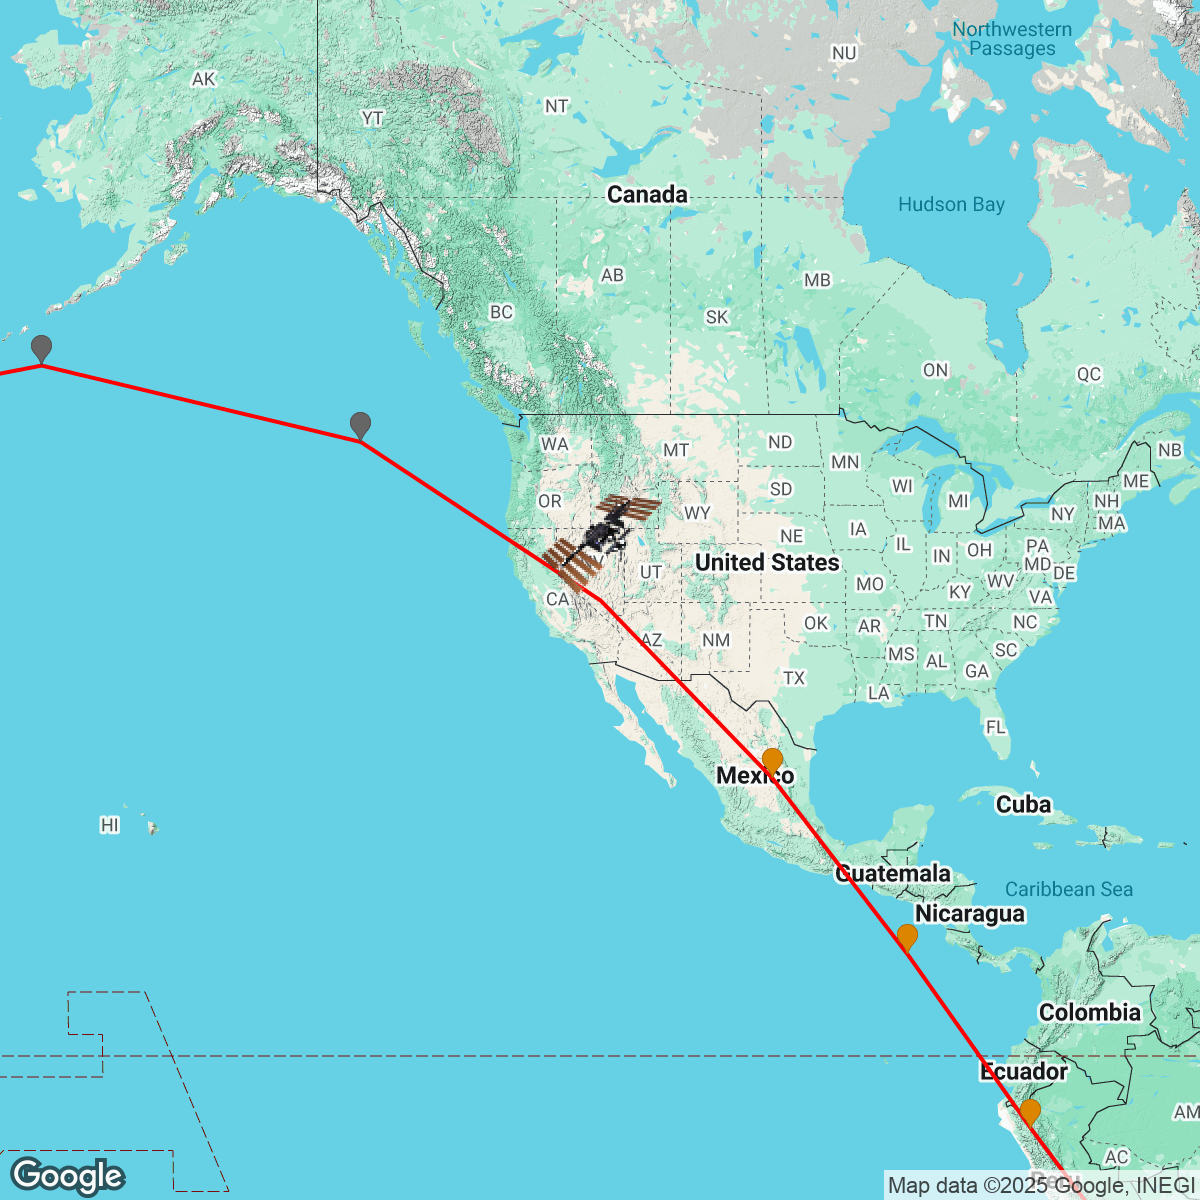 Northwestern
Passages
NU
AK
NT
YT
Canada
Hudson Bay
AB
MB
BC
SK
ON
QC
WA
MT
ND
MN
NB
ME
OR
SD
WI
MI
NH
WY
NY
MA
IA
NE
IL
IN
OH
PA
United States
MD
UT
DE
MO
WV
KY
CA
VA
OK
AR
TN
NC
AZ
NM
MS
AL
SC
GA
TX
LA
FL
Mexico
Cuba
HI
Guatemala
Caribbean Sea
Nicaragua
Colombia
Ecuador
AM
AC
Google
Map data ©2025 Google, INEGI